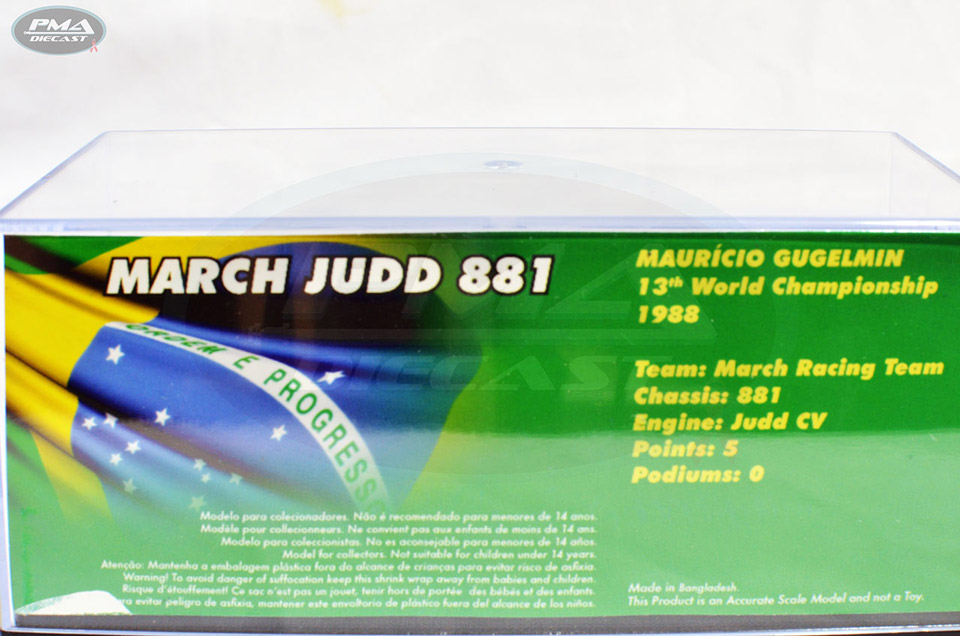 PMA
DIECAST
MARCH JUDD 881
MAURÍCIO GUGELMIN
13th World Championship
1988
ORDEM E PROGRESS
Team: March Racing Team
Chassis: 881
Engine: Judd CV
Points: 5
Podiums: 0
PMA
DIECAST
Modelo para colecionadores. Não é recomendado para menores de 14 anos.
Modèle pour collectionneurs. Ne convient pas aux enfants de moins de 14 ans.
Modelo para coleccionistas. No es aconsejable para menores de 14 años.
Model for collectors. Not suitable for children under 14 years.
Atenção: Mantenha a embalagem plástica fora do alcance de crianças para evitar risco de asfixia.
Warning! To avoid danger of suffocation keep this shrink wrap away from babies and children.
Risque d'étouffement! Ce sac n'est pas un jouet, tenir hors de portée des bébés et des enfants.
ra evitar peligro de asfixia, mantener este envoltorio de plástico fuera del alcance de los niños.
Made in Bangladesh.
This Product is an Accurate Scale Model and not a Toy.